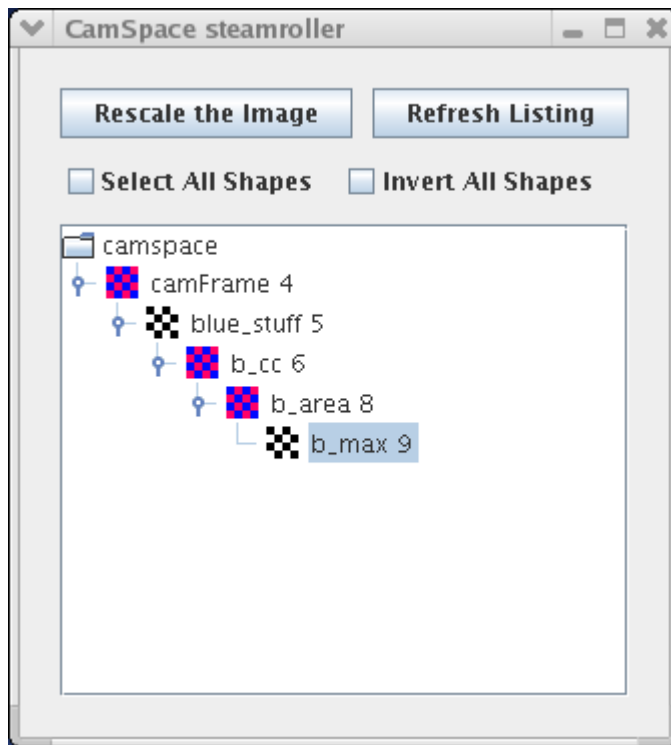 CamSpace steamroller
Rescale the Image Refresh Listing
Select All Shapes Invert All Shapes
camspace
camFrame 4
blue_stuff 5
b_cc 6
b_area 8
b_max 9